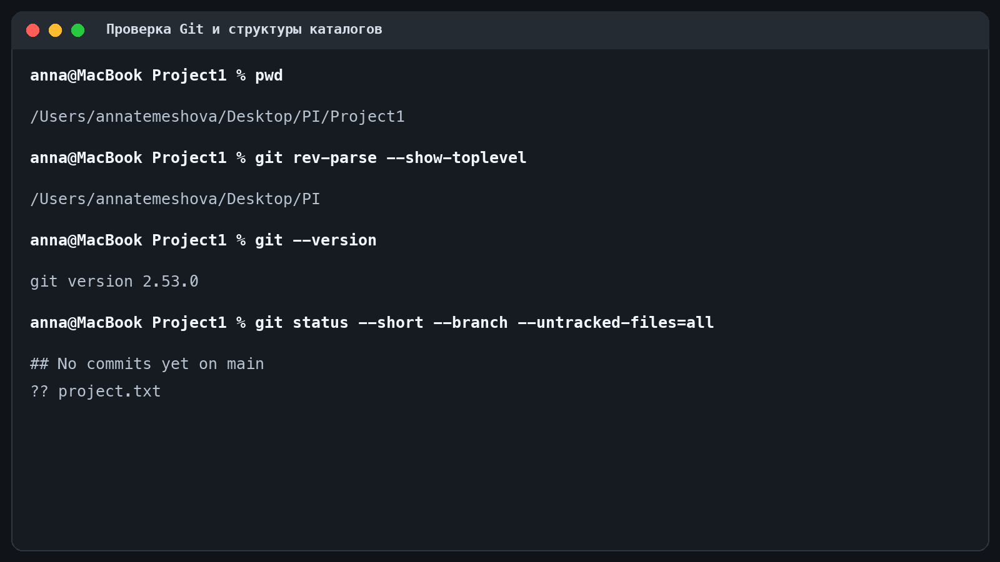 Проверка Git и структуры каталогов
anna@MacBook Project1 % pwd
/Users/annatemeshova/Desktop/PI/Project1
anna@MacBook Project1 % git rev-parse --show-toplevel
/Users/annatemeshova/Desktop/PI
anna@MacBook Project1 % git --version
git version 2.53.0
anna@MacBook Project1 % git status --short --branch --untracked-files=all
## No commits yet on main
?? project.txt